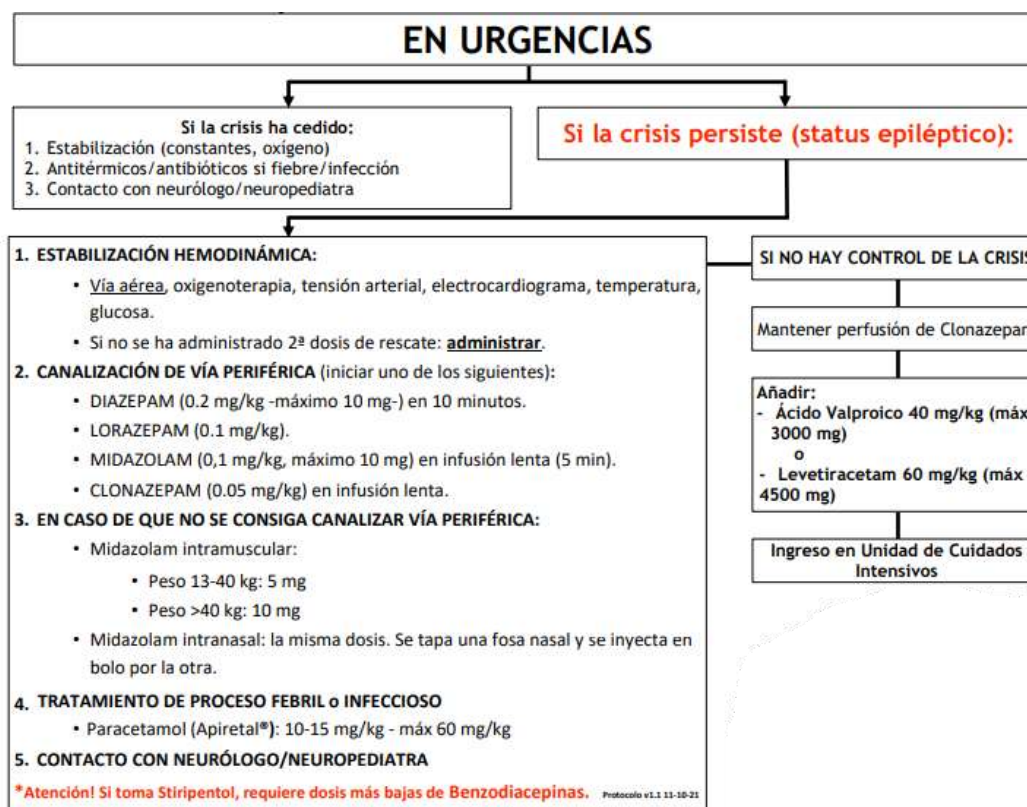 EN URGENCIAS
Si la crisis ha cedido:
1. Estabilización (constantes, oxígeno)
2. Antitérmicos/antibióticos si fiebre/infección
3. Contacto con neurólogo/neuropediatra
Si la crisis persiste (status epiléptico):
1. ESTABILIZACIÓN HEMODINÁMICA:
• Vía aérea, oxigenoterapia, tensión arterial, electrocardiograma, temperatura,
glucosa.
• Si no se ha administrado 2ª dosis de rescate: administrar.
2. CANALIZACIÓN DE VÍA PERIFÉRICA (iniciar uno de los siguientes):
• DIAZEPAM (0.2 mg/kg -máximo 10 mg-) en 10 minutos.
• LORAZEPAM (0.1 mg/kg).
• MIDAZOLAM (0,1 mg/kg, máximo 10 mg) en infusión lenta (5 min).
• CLONAZEPAM (0.05 mg/kg) en infusión lenta.
3. EN CASO DE QUE NO SE CONSIGA CANALIZAR VÍA PERIFÉRICA:
• Midazolam intramuscular:
• Peso 13-40 kg: 5 mg
• Peso >40 kg: 10 mg
• Midazolam intranasal: la misma dosis. Se tapa una fosa nasal y se inyecta en
bolo por la otra.
4. TRATAMIENTO DE PROCESO FEBRIL o INFECCIOSO
• Paracetamol (Apiretal®): 10-15 mg/kg - máx 60 mg/kg
5. CONTACTO CON NEURÓLOGO/NEUROPEDIATRA
*Atención! Si toma Stiripentol, requiere dosis más bajas de Benzodiacepinas. Protocolo v1.1 11-10-21
SI NO HAY CONTROL DE LA CRISIS
Mantener perfusión de Clonazepam
Añadir:
- Ácido Valproico 40 mg/kg (máx
3000 mg)
o
- Levetiracetam 60 mg/kg (máx
4500 mg)
Ingreso en Unidad de Cuidados
Intensivos